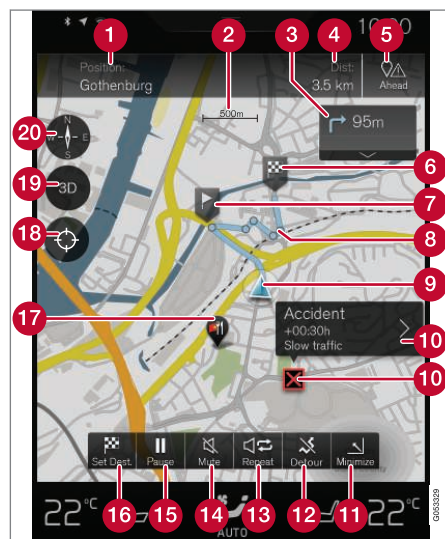 1
2
3
4
5
Position:
Gothenburg
Dist:
3.5 km
Ahead
500m
95m
N
W
E
S
20
3D
19
18
6
7
8
9
17
Accident
+00:30h
Slow traffic
10
10
Set Dest.
Pause
Mute
Repeat
Detour
Minimize
16
15
14
13
12
11
22°C
AUTO
22°C
G053329